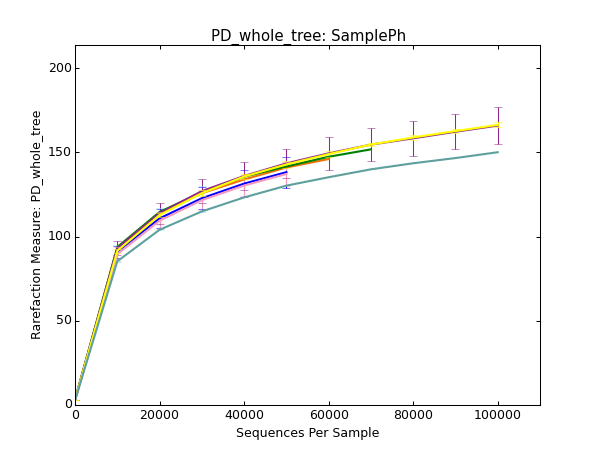 PD_whole_tree: SamplePh
200
150
100
50
0
Rarefaction Measure: PD_whole_tree
0 20000 40000 60000 80000 100000
Sequences Per Sample